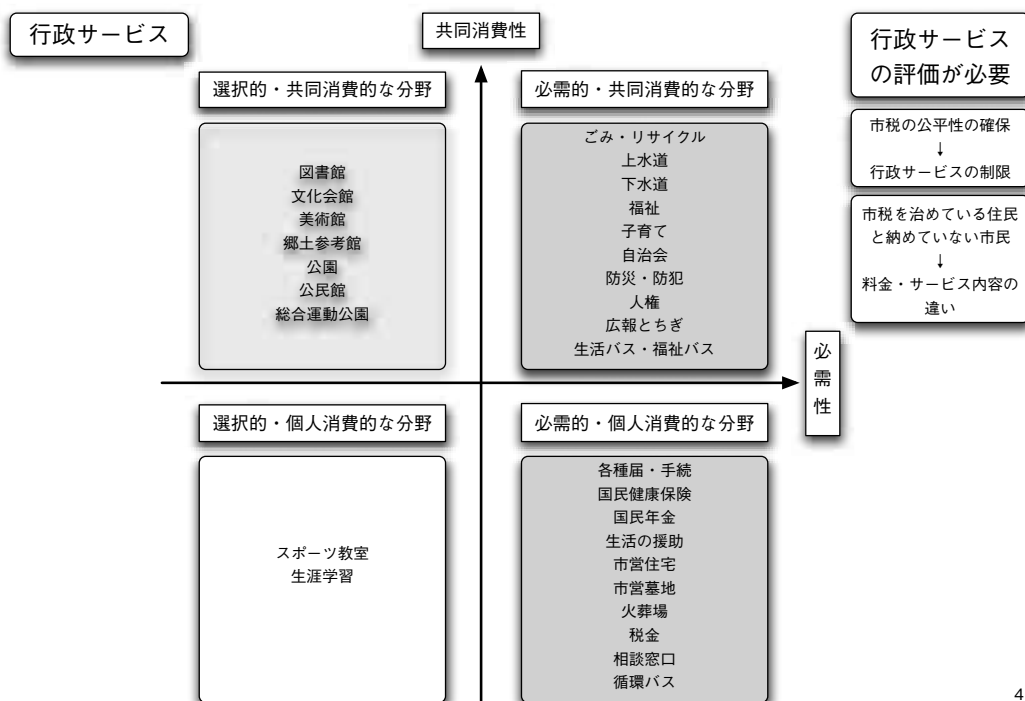 行政サービス
共同消費性
行政サービス
の評価が必要
選択的・共同消費的な分野
必需的・共同消費的な分野
図書館
文化会館
美術館
郷土参考館
公園
公民館
総合運動公園
ごみ・リサイクル
上水道
下水道
福祉
子育て
自治会
防災・防犯
人権
広報とちぎ
生活バス・福祉バス
市税の公平性の確保
↓
行政サービスの制限
市税を治めている住民
と納めていない市民
↓
料金・サービス内容の
違い
必
需
性
選択的・個人消費的な分野
必需的・個人消費的な分野
スポーツ教室
生涯学習
各種届・手続
国民健康保険
国民年金
生活の援助
市営住宅
市営墓地
火葬場
税金
相談窓口
循環バス
4